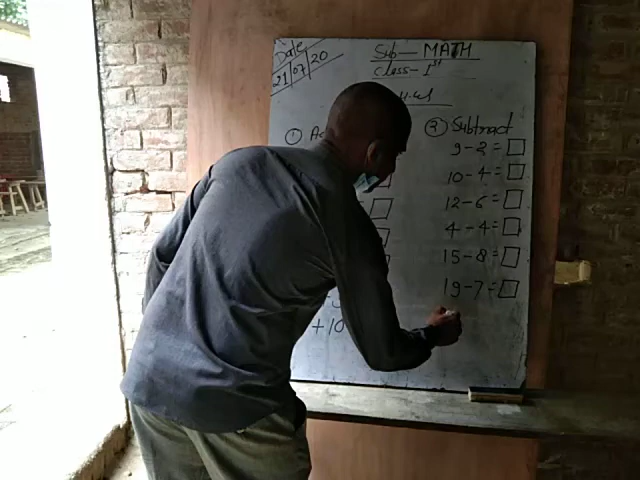 Date
21/07/20
Sub- MATH
Class- 1st
H.W
①
② Subtract
9-2=
10-4=
12-6=
4-4=
15-8=
19-7=
+10